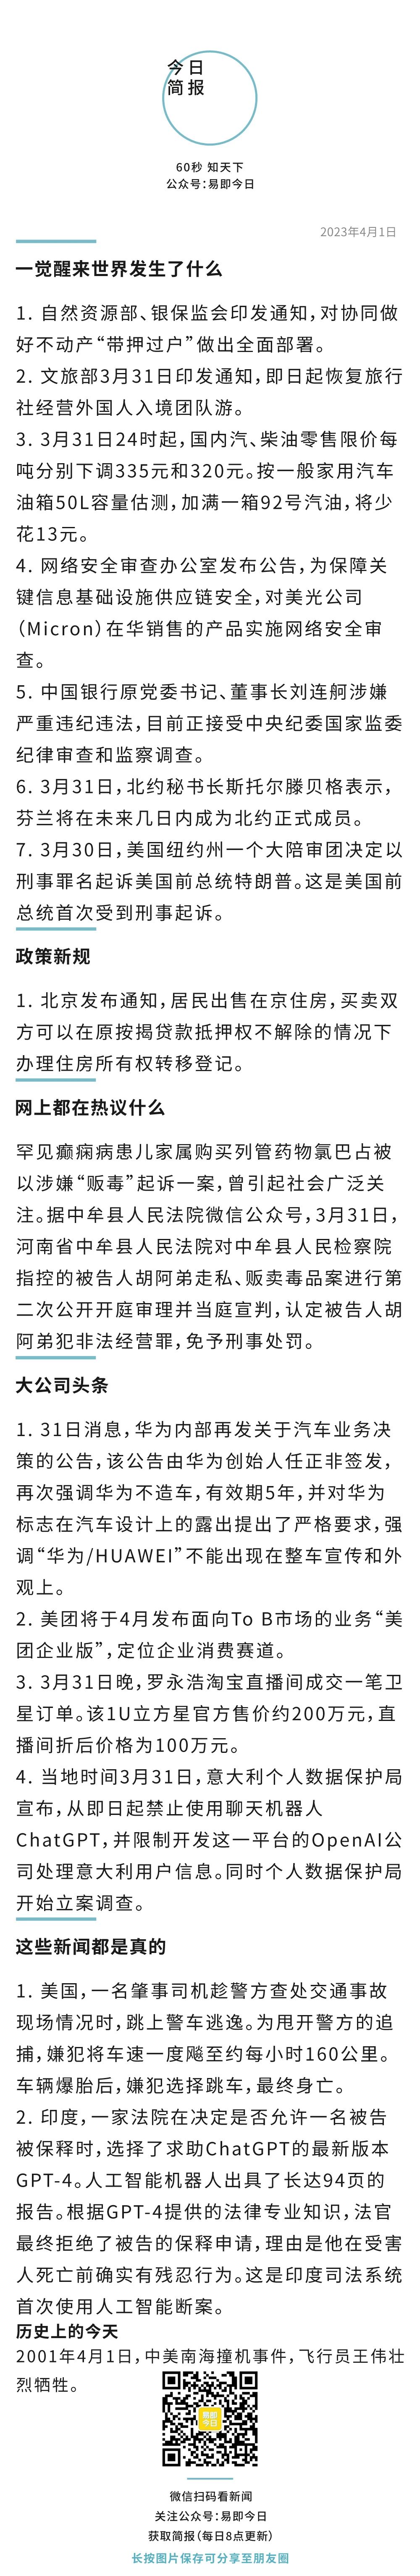 今日
简报
60秒 知天下
公众号：易即今日
2023年4月1日
一觉醒来世界发生了什么
1. 自然资源部、银保监会印发通知，对协同做
好不动产“带押过户”做出全面部署。
2. 文旅部3月31日印发通知，即日起恢复旅行
社经营外国人入境团队游。
3. 3月31日24时起，国内汽、柴油零售限价每
吨分别下调335元和320元。按一般家用汽车
油箱50L容量估测，加满一箱92号汽油，将少
花13元。
4. 网络安全审查办公室发布公告，为保障关
键信息基础设施供应链安全，对美光公司
（Micron）在华销售的产品实施网络安全审
查。
5. 中国银行原党委书记、董事长刘连舸涉嫌
严重违纪违法，目前正接受中央纪委国家监委
纪律审查和监察调查。
6. 3月31日，北约秘书长斯托尔滕贝格表示，
芬兰将在未来几日内成为北约正式成员。
7. 3月30日，美国纽约州一个大陪审团决定以
刑事罪名起诉美国前总统特朗普。这是美国前
总统首次受到刑事起诉。
政策新规
1. 北京发布通知，居民出售在京住房，买卖双
方可以在原按揭贷款抵押权不解除的情况下
办理住房所有权转移登记。
网上都在热议什么
罕见癫痫病患儿家属购买列管药物氯巴占被
以涉嫌“贩毒”起诉一案，曾引起社会广泛关
注。据中牟县人民法院微信公众号，3月31日，
河南省中牟县人民法院对中牟县人民检察院
指控的被告人胡阿弟走私、贩卖毒品案进行第
二次公开开庭审理并当庭宣判，认定被告人胡
阿弟犯非法经营罪，免予刑事处罚。
大公司头条
1. 31日消息，华为内部再发关于汽车业务决
策的公告，该公告由华为创始人任正非签发，
再次强调华为不造车，有效期5年，并对华为
标志在汽车设计上的露出提出了严格要求，强
调“华为/HUAWEI”不能出现在整车宣传和外
观上。
2. 美团将于4月发布面向To B市场的业务“美
团企业版”，定位企业消费赛道。
3. 3月31日晚，罗永浩淘宝直播间成交一笔卫
星订单。该1U立方星官方售价约200万元，直
播间折后价格为100万元。
4. 当地时间3月31日，意大利个人数据保护局
宣布，从即日起禁止使用聊天机器人
ChatGPT，并限制开发这一平台的OpenAI公
司处理意大利用户信息。同时个人数据保护局
开始立案调查。
这些新闻都是真的
1. 美国，一名肇事司机趁警方查处交通事故
现场情况时，跳上警车逃逸。为甩开警方的追
捕，嫌犯将车速一度飚至约每小时160公里。
车辆爆胎后，嫌犯选择跳车，最终身亡。
2. 印度，一家法院在决定是否允许一名被告
被保释时，选择了求助ChatGPT的最新版本
GPT-4。人工智能机器人出具了长达94页的
报告。根据GPT-4提供的法律专业知识，法官
最终拒绝了被告的保释申请，理由是他在受害
人死亡前确实有残忍行为。这是印度司法系统
首次使用人工智能断案。
历史上的今天
2001年4月1日，中美南海撞机事件，飞行员王伟壮
烈牺牲。
易即
今日
微信扫码看新闻
关注公众号：易即今日
获取简报（每日8点更新）
长按图片保存可分享至朋友圈